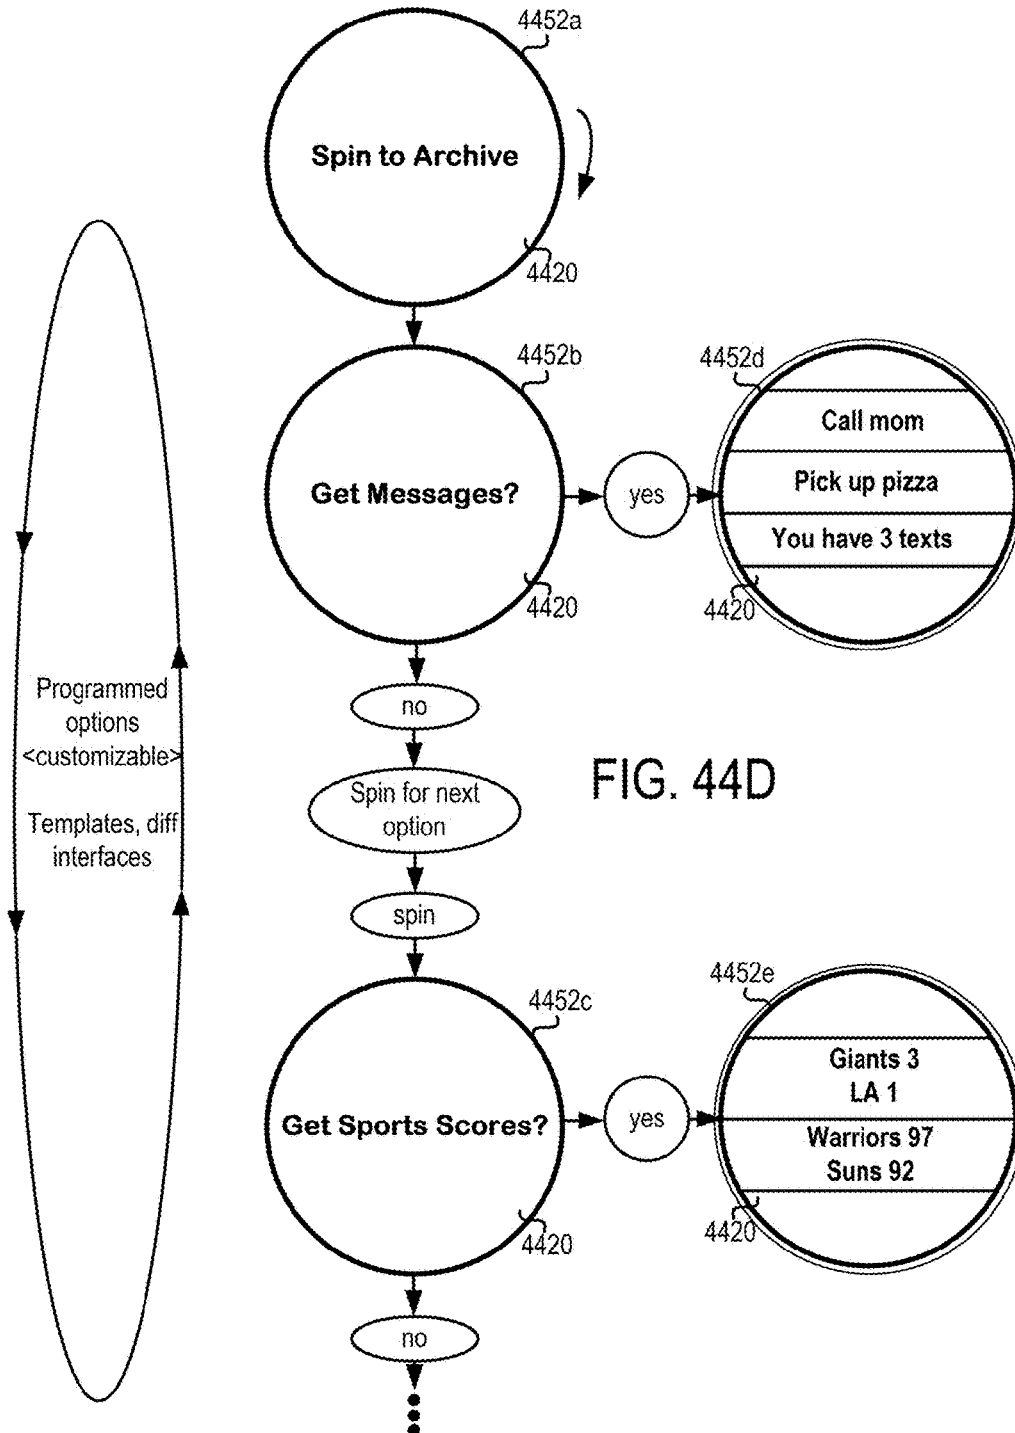 4452a
Spin to Archive
4420
4452b
4452d
Call mom
Get Messages?
yes
Pick up pizza
You have 3 texts
4420
4420
Programmed
options
<customizable>
Templates, diff
interfaces
no
Spin for next
option
FIG. 44D
spin
4452c
4452e
Get Sports Scores?
yes
Giants 3
LA 1
Warriors 97
Suns 92
4420
4420
no